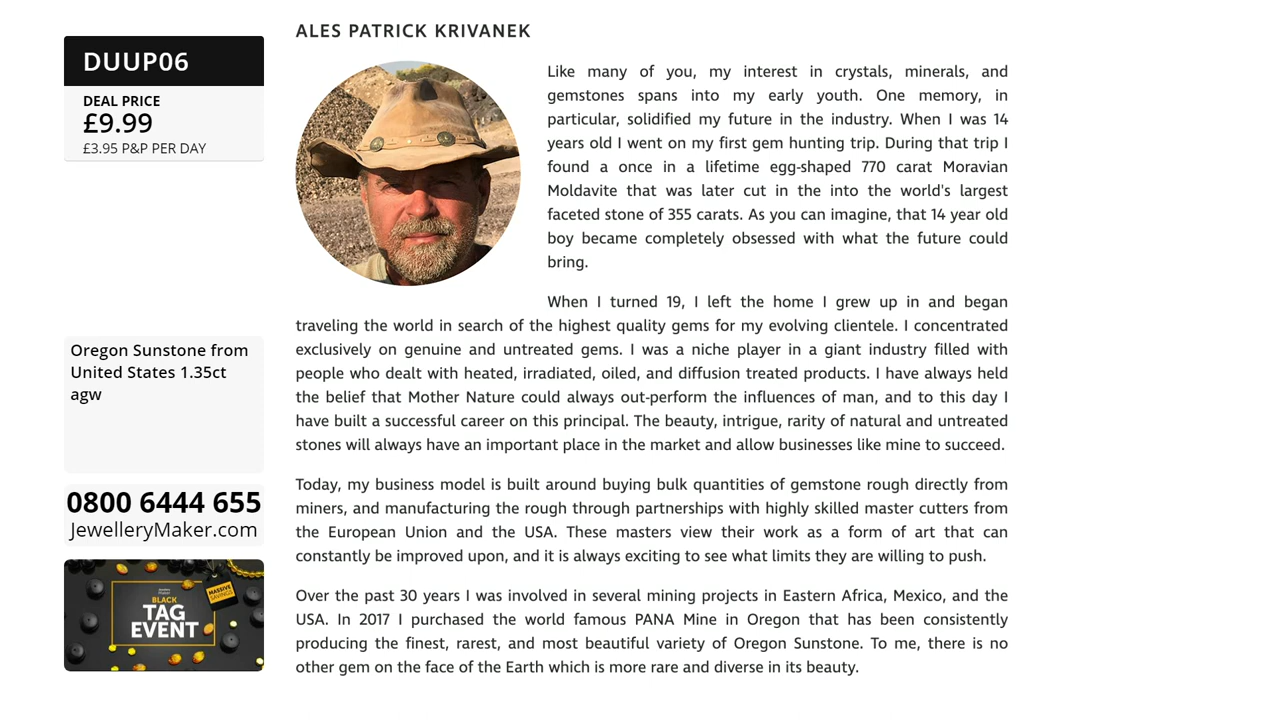 DUUP06
DEAL PRICE
£9.99
£3.95 P&P PER DAY
Oregon Sunstone from
United States 1.35ct
agw
0800 6444 655
JewelleryMaker.com
BLACK
TAG
EVENT
MASSIVE
SAVINGS
ALES PATRICK KRIVANEK
Like many of you, my interest in crystals, minerals, and
gemstones spans into my early youth. One memory, in
particular, solidified my future in the industry. When I was 14
years old I went on my first gem hunting trip. During that trip I
found a once in a lifetime egg-shaped 770 carat Moravian
Moldavite that was later cut in the into the world's largest
faceted stone of 355 carats. As you can imagine, that 14 year old
boy became completely obsessed with what the future could
bring.
When I turned 19, I left the home I grew up in and began
traveling the world in search of the highest quality gems for my evolving clientele. I concentrated
exclusively on genuine and untreated gems. I was a niche player in a giant industry filled with
people who dealt with heated, irradiated, oiled, and diffusion treated products. I have always held
the belief that Mother Nature could always out-perform the influences of man, and to this day I
have built a successful career on this principal. The beauty, intrigue, rarity of natural and untreated
stones will always have an important place in the market and allow businesses like mine to succeed.
Today, my business model is built around buying bulk quantities of gemstone rough directly from
miners, and manufacturing the rough through partnerships with highly skilled master cutters from
the European Union and the USA. These masters view their work as a form of art that can
constantly be improved upon, and it is always exciting to see what limits they are willing to push.
Over the past 30 years I was involved in several mining projects in Eastern Africa, Mexico, and the
USA. In 2017 I purchased the world famous PANA Mine in Oregon that has been consistently
producing the finest, rarest, and most beautiful variety of Oregon Sunstone. To me, there is no
other gem on the face of the Earth which is more rare and diverse in its beauty.